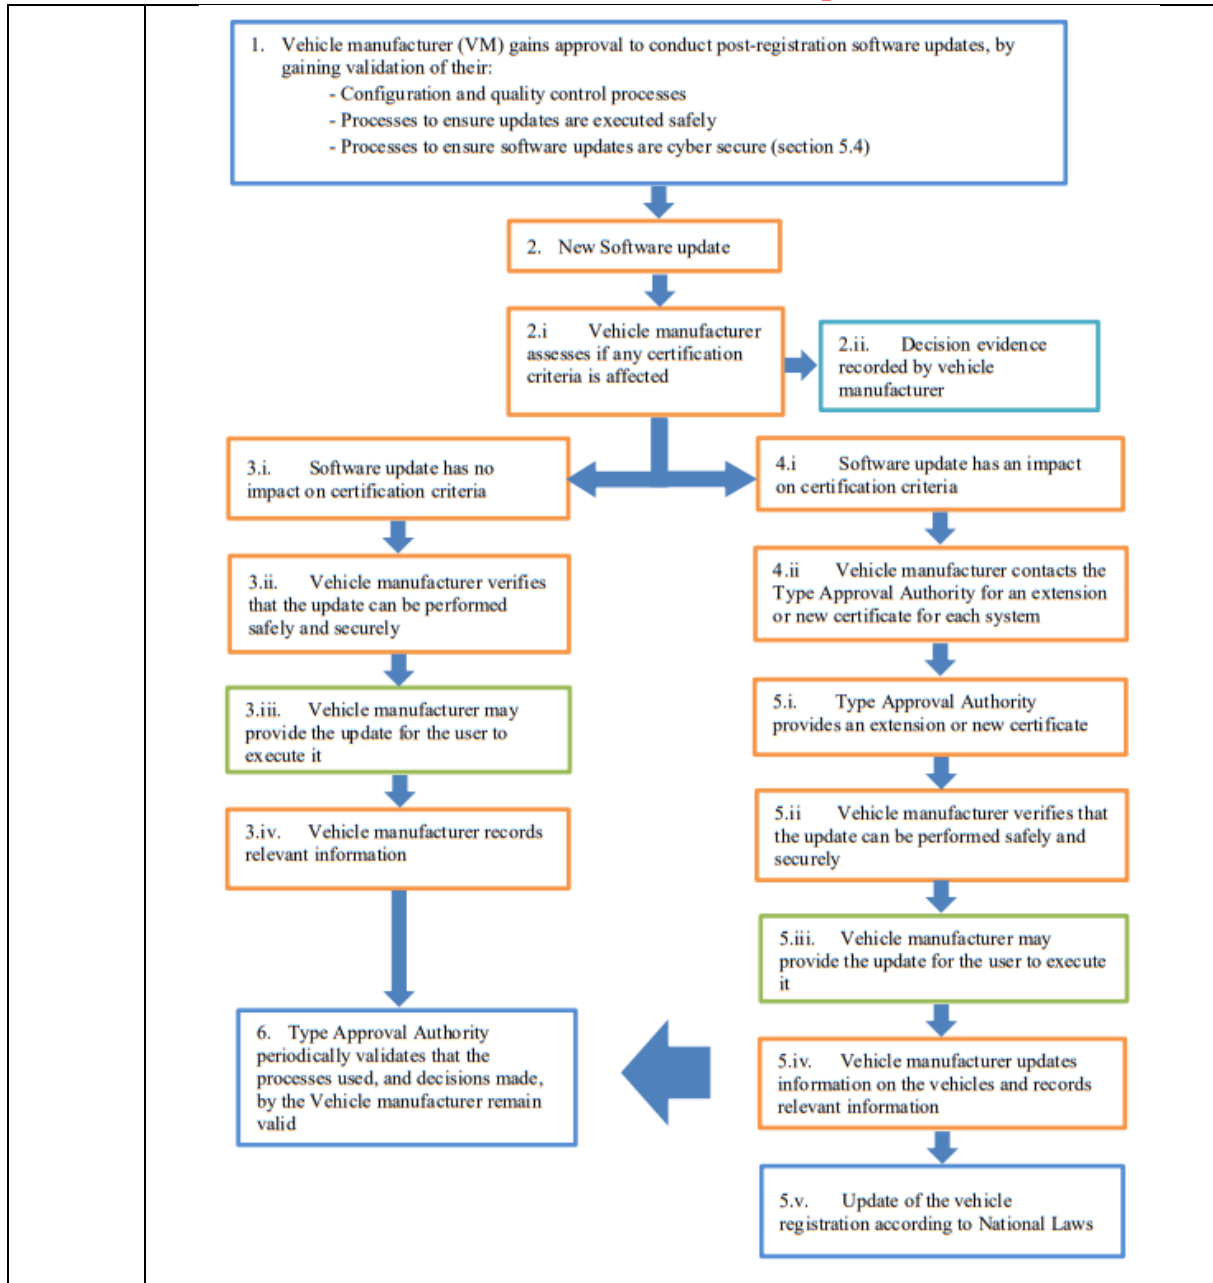 1. Vehicle manufacturer (VM) gains approval to conduct post-registration software updates, by
gaining validation of their:
- Configuration and quality control processes
- Processes to ensure updates are executed safely
- Processes to ensure software updates are cyber secure (section 5.4)
2. New Software update
2.i Vehicle manufacturer
assesses if any certification
criteria is affected
2.ii. Decision evidence
recorded by vehicle
manufacturer
3.i. Software update has no
impact on certification criteria
3.ii. Vehicle manufacturer verifies
that the update can be performed
safely and securely
3.iii. Vehicle manufacturer may
provide the update for the user to
execute it
3.iv. Vehicle manufacturer records
relevant information
4.i Software update has an impact
on certification criteria
4.ii Vehicle manufacturer contacts the
Type Approval Authority for an extension
or new certificate for each system
5.i. Type Approval Authority
provides an extension or new certificate
5.ii Vehicle manufacturer verifies that
the update can be performed safely and
securely
5.iii. Vehicle manufacturer may
provide the update for the user to execute
it
5.iv. Vehicle manufacturer updates
information on the vehicles and records
relevant information
5.v. Update of the vehicle
registration according to National Laws
6. Type Approval Authority
periodically validates that the
processes used, and decisions made,
by the Vehicle manufacturer remain
valid